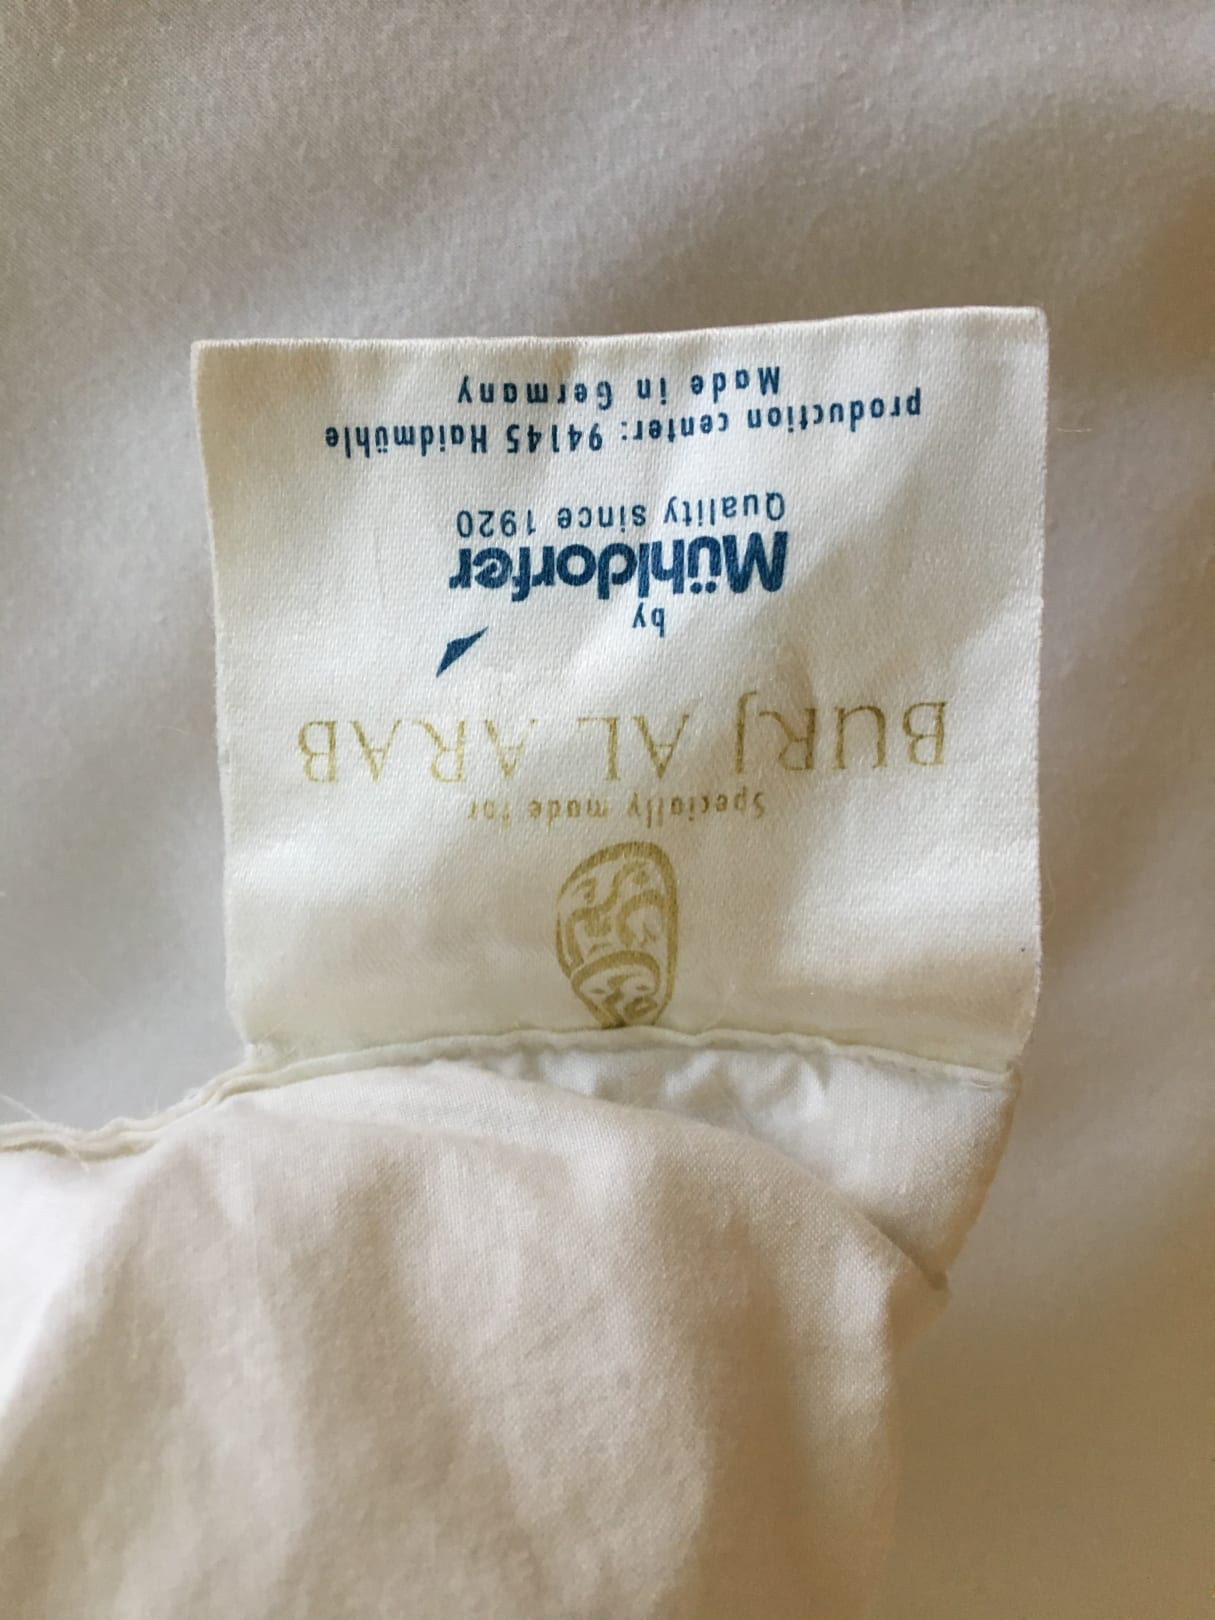 Specially made for
BURJ AL ARAB
by
Mühldorfer
Quality since 1920
production center: 94145 Haidmühle
Made in Germany